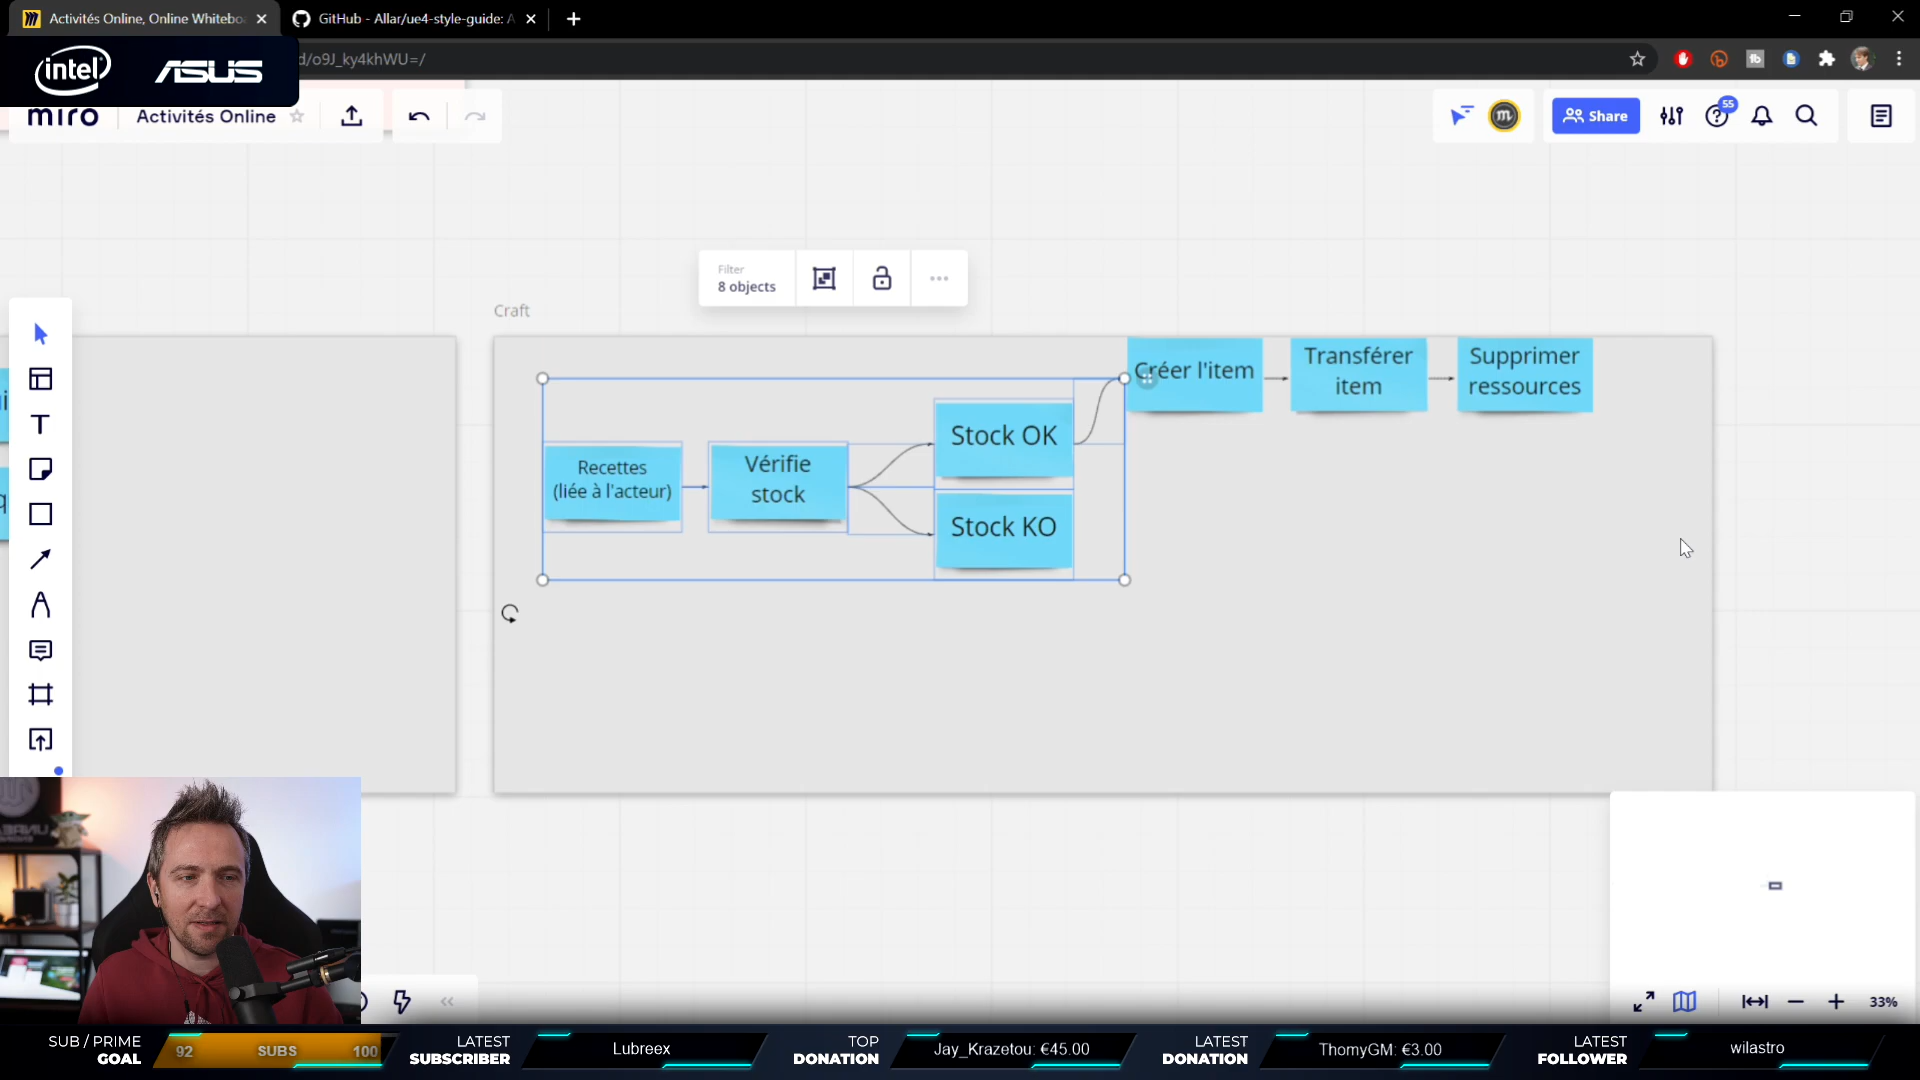 Activités Online, Online Whitebo
GitHub - Allar/ue4-style-guide: A
d/o9J_ky4khWU=/
intel
ASUS
miro
Activités Online
Share
55
Filter
8 objects
Craft
Créer l'item
Transférer
item
Supprimer
ressources
Stock OK
Recettes
(liée à l'acteur)
Vérifie
stock
Stock KO
33%
SUB / PRIME
GOAL
92
SUBS
100
LATEST
SUBSCRIBER
Lubreex
TOP
DONATION
Jay_Krazetou: €45.00
LATEST
DONATION
ThomyGM: €3.00
LATEST
FOLLOWER
wilastro